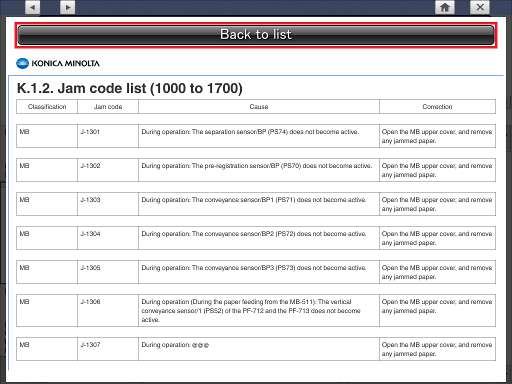 Back to list
KONICA MINOLTA
K.1.2. Jam code list (1000 to 1700)
Classification Jam code Cause Correction
MB J-1301 During operation: The separation sensor/BP (PS74) does not become active. Open the MB upper cover, and remove
any jammed paper.
MB J-1302 During operation: The pre-registration sensor/BP (PS70) does not become active. Open the MB upper cover, and remove
any jammed paper.
MB J-1303 During operation: The conveyance sensor/BP1 (PS71) does not become active. Open the MB upper cover, and remove
any jammed paper.
MB J-1304 During operation: The conveyance sensor/BP2 (PS72) does not become active. Open the MB upper cover, and remove
any jammed paper.
MB J-1305 During operation: The conveyance sensor/BP3 (PS73) does not become active. Open the MB upper cover, and remove
any jammed paper.
MB J-1306 During operation (During the paper feeding from the MB-511): The vertical Open the MB upper cover, and remove
conveyance sensor/1 (PS52) of the PF-712 and the PF-713 does not become any jammed paper.
active.
MB J-1307 During operation: @@@ Open the MB upper cover, and remove
any jammed paper.